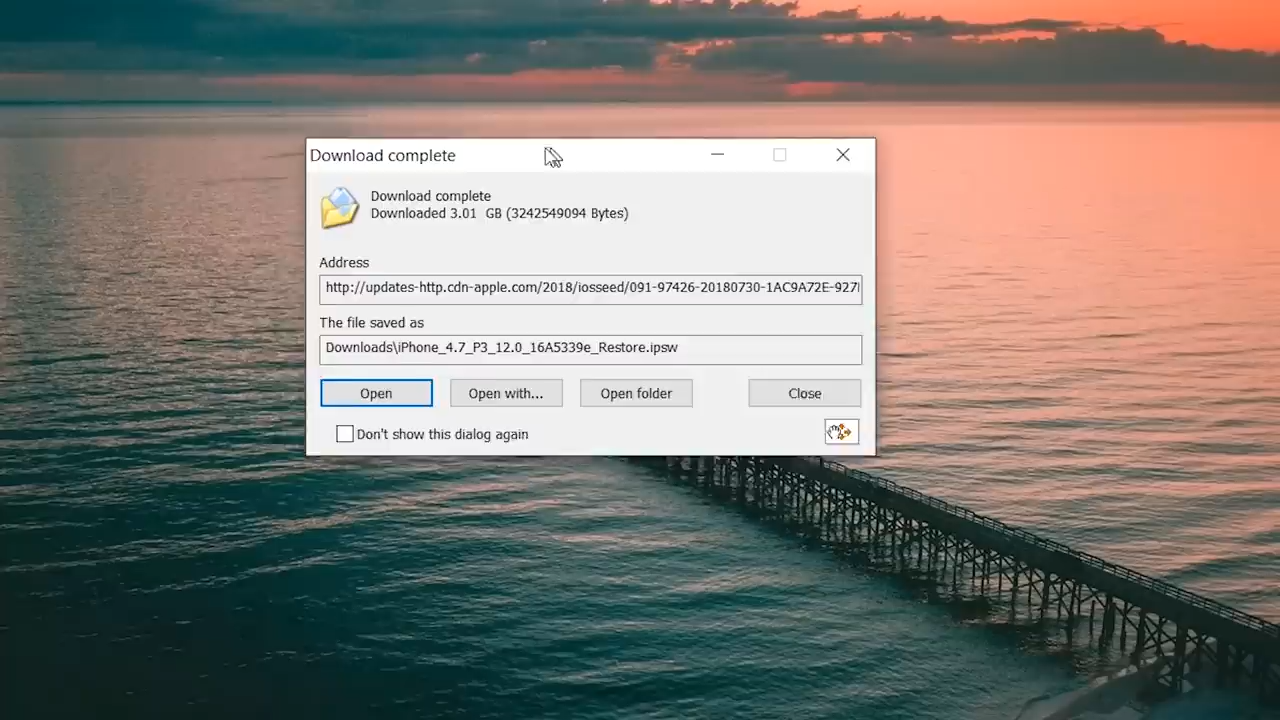 Download complete
Download complete
Downloaded 3.01 GB (3242549094 Bytes)
Address
http://updates-http.cdn-apple.com/2018/iosseed/091-97426-20180730-1AC9A72E-927
The file saved as
Downloads\iPhone_4.7_P3_12.0_16A5339e_Restore.ipsw
Open Open with... Open folder Close
Don't show this dialog again